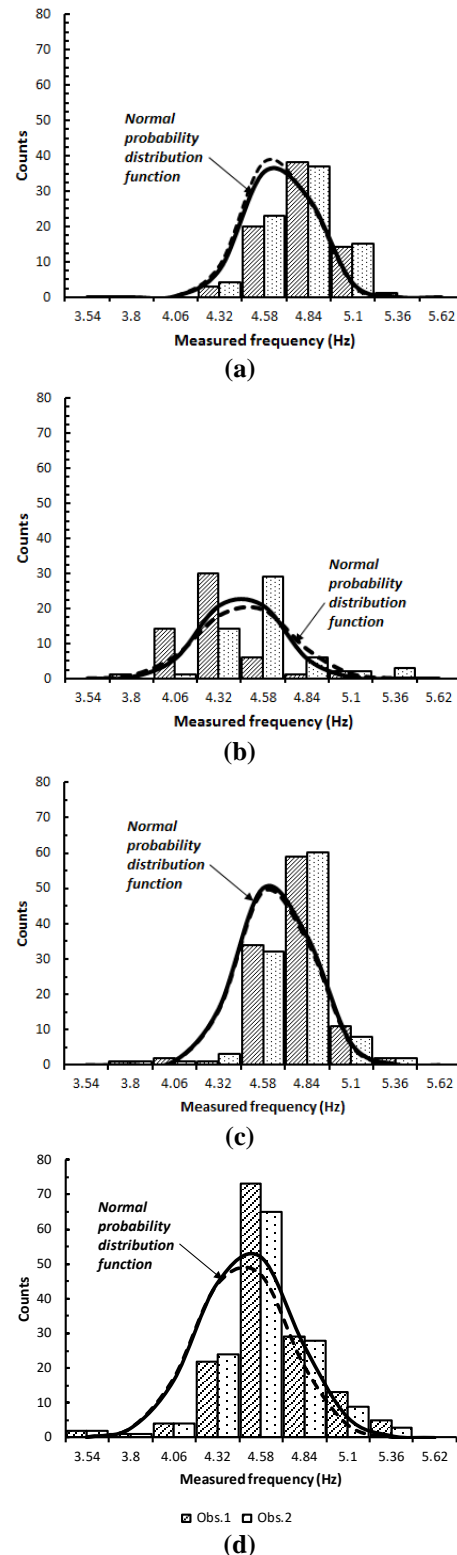 80
70
60
50
40
30
20
10
0
Counts
Normal
probability
distribution
function
3.54 3.8 4.06 4.32 4.58 4.84 5.1 5.36 5.62
Measured frequency (Hz)
(a)
80
70
60
50
40
30
20
10
0
Counts
Normal
probability
distribution
function
3.54 3.8 4.06 4.32 4.58 4.84 5.1 5.36 5.62
Measured frequency (Hz)
(b)
80
70
60
50
40
30
20
10
0
Counts
Normal
probability
distribution
function
3.54 3.8 4.06 4.32 4.58 4.84 5.1 5.36 5.62
Measured frequency (Hz)
(c)
80
70
60
50
40
30
20
10
0
Counts
Normal
probability
distribution
function
3.54 3.8 4.06 4.32 4.58 4.84 5.1 5.36 5.62
Measured frequency (Hz)
Obs.1 Obs.2
(d)